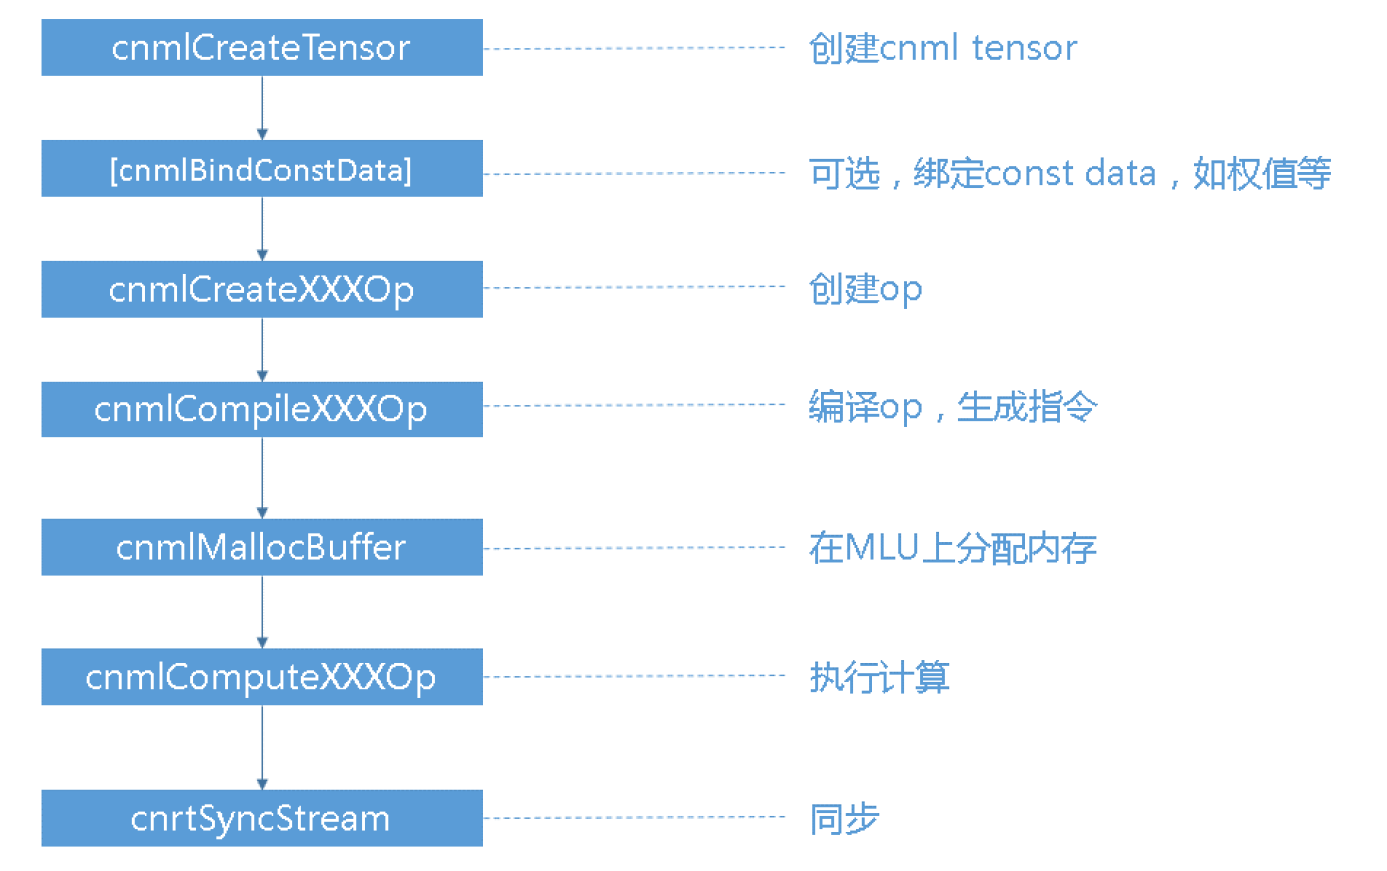 cnmlCreateTensor
创建cnml tensor
[cnmlBindConstData]
可选，绑定const data，如权值等
cnmlCreateXXXOp
创建op
cnmlCompileXXXOp
编译op，生成指令
cnmlMallocBuffer
在MLU上分配内存
cnmlComputeXXXOp
执行计算
cnrtSyncStream
同步